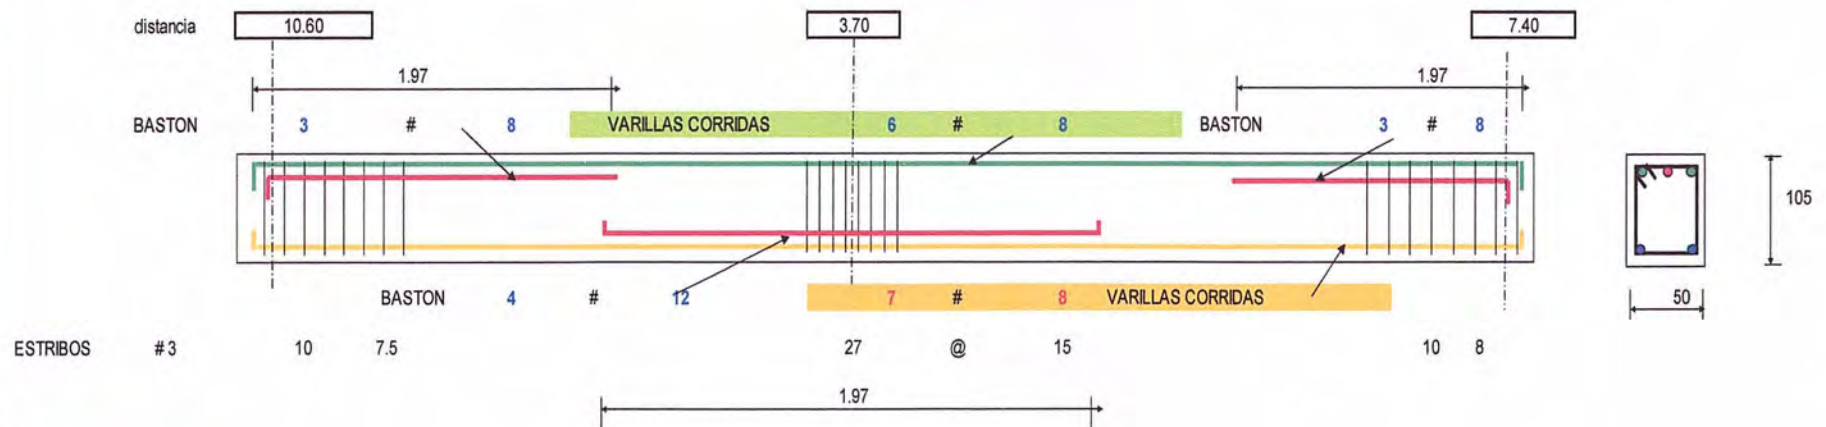 distancia 10.60 3.70 7.40
1.97 1.97
BASTON 3 # 8 VARILLAS CORRIDAS 6 # 8 BASTON 3 # 8
105
BASTON 4 # 12 7 # 8 VARILLAS CORRIDAS 50
ESTRIBOS # 3 10 7.5 27 @ 15 10 8
1.97